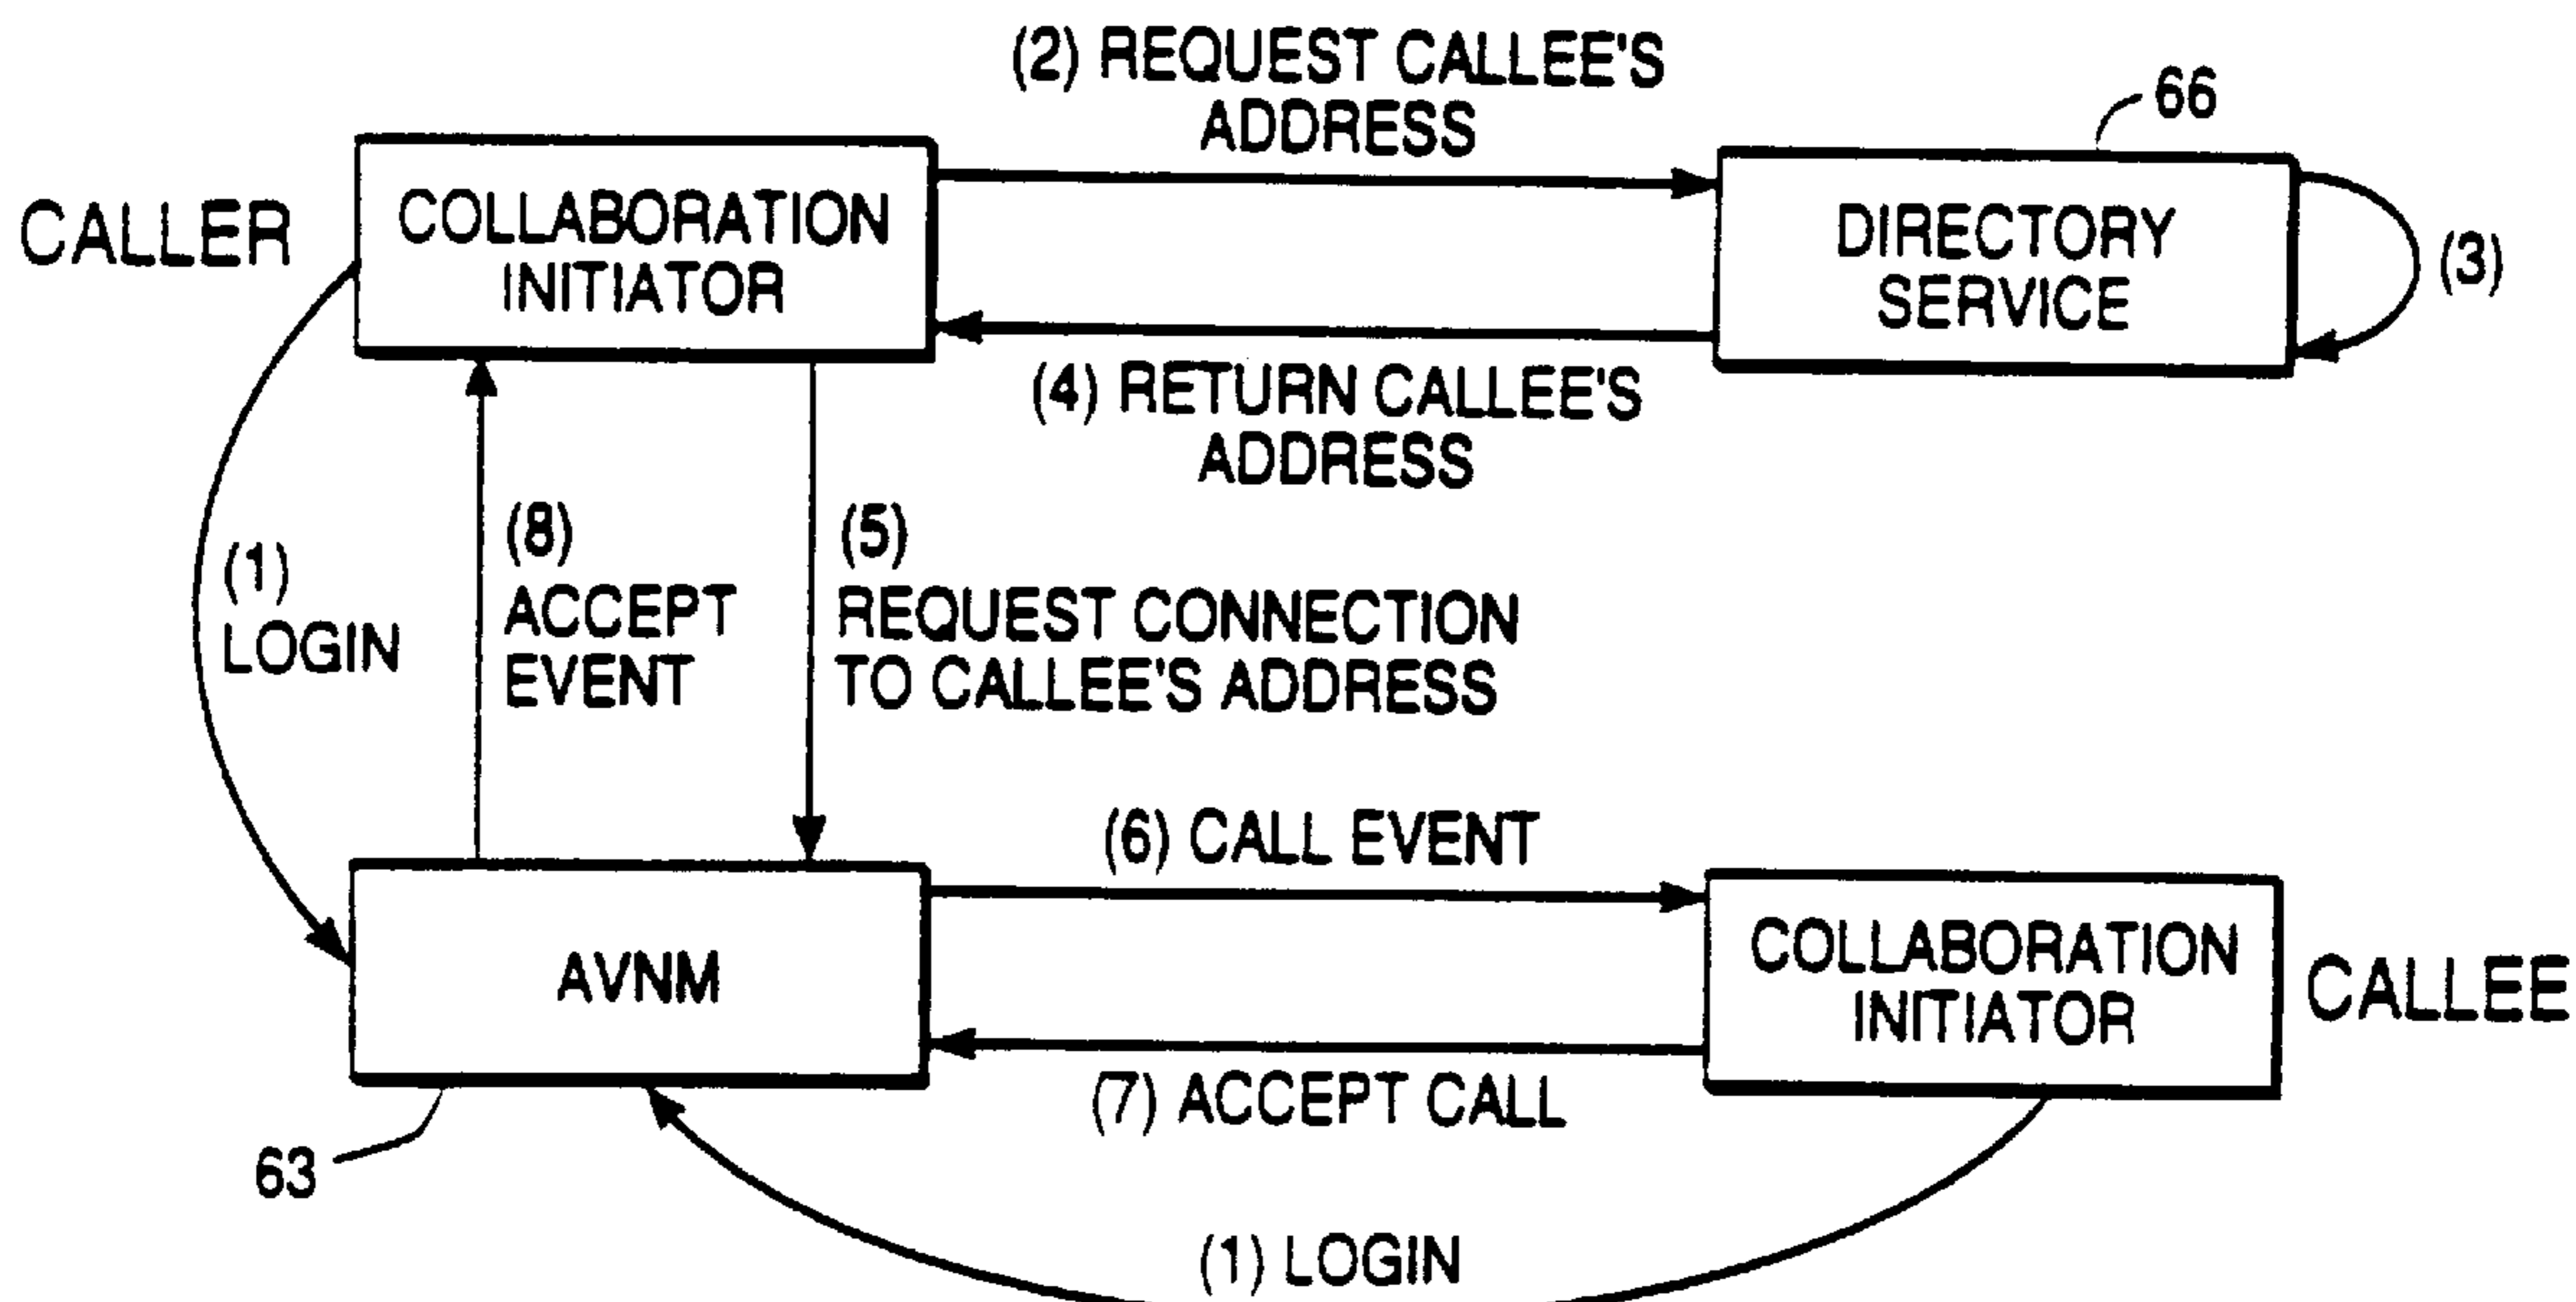 (2) REQUEST CALLEE'S
ADDRESS
66
CALLER
COLLABORATION
INITIATOR
DIRECTORY
SERVICE
(3)
(4) RETURN CALLEE'S
ADDRESS
(1)
LOGIN
(8)
ACCEPT
EVENT
(5)
REQUEST CONNECTION
TO CALLEE'S ADDRESS
(6) CALL EVENT
AVNM
COLLABORATION
INITIATOR
CALLEE
(7) ACCEPT CALL
63
(1) LOGIN